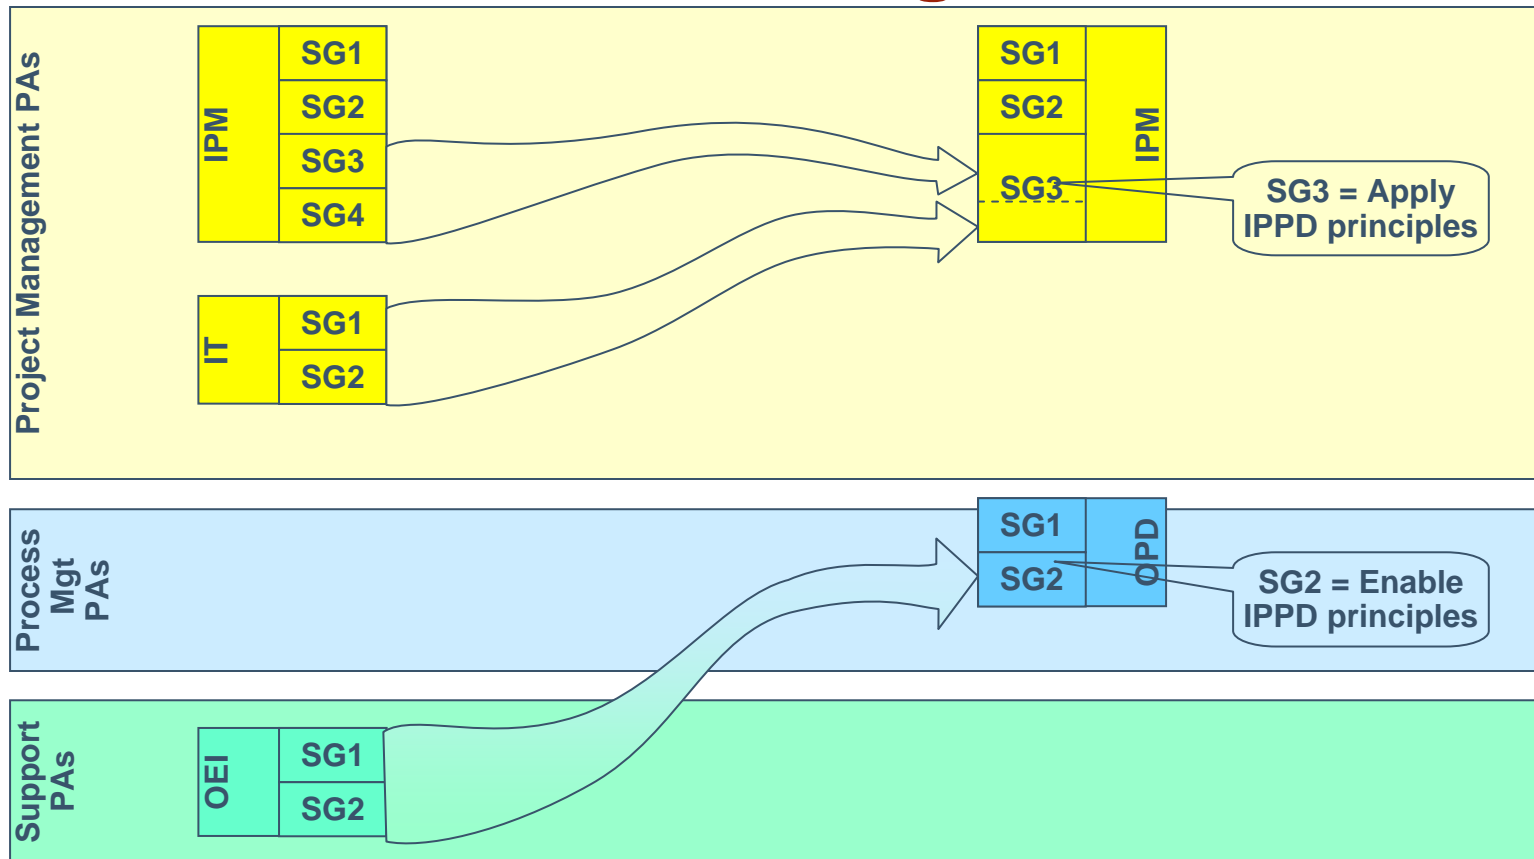 Project Management PAs
IPM
SG1
SG2
SG3
SG4
IT
SG1
SG2
SG1
SG2
SG3
IPM
SG3 = Apply
IPPD principles
Process
Mgt
PAs
SG1
SG2
OPD
SG2 = Enable
IPPD principles
Support
PAs
OEI
SG1
SG2